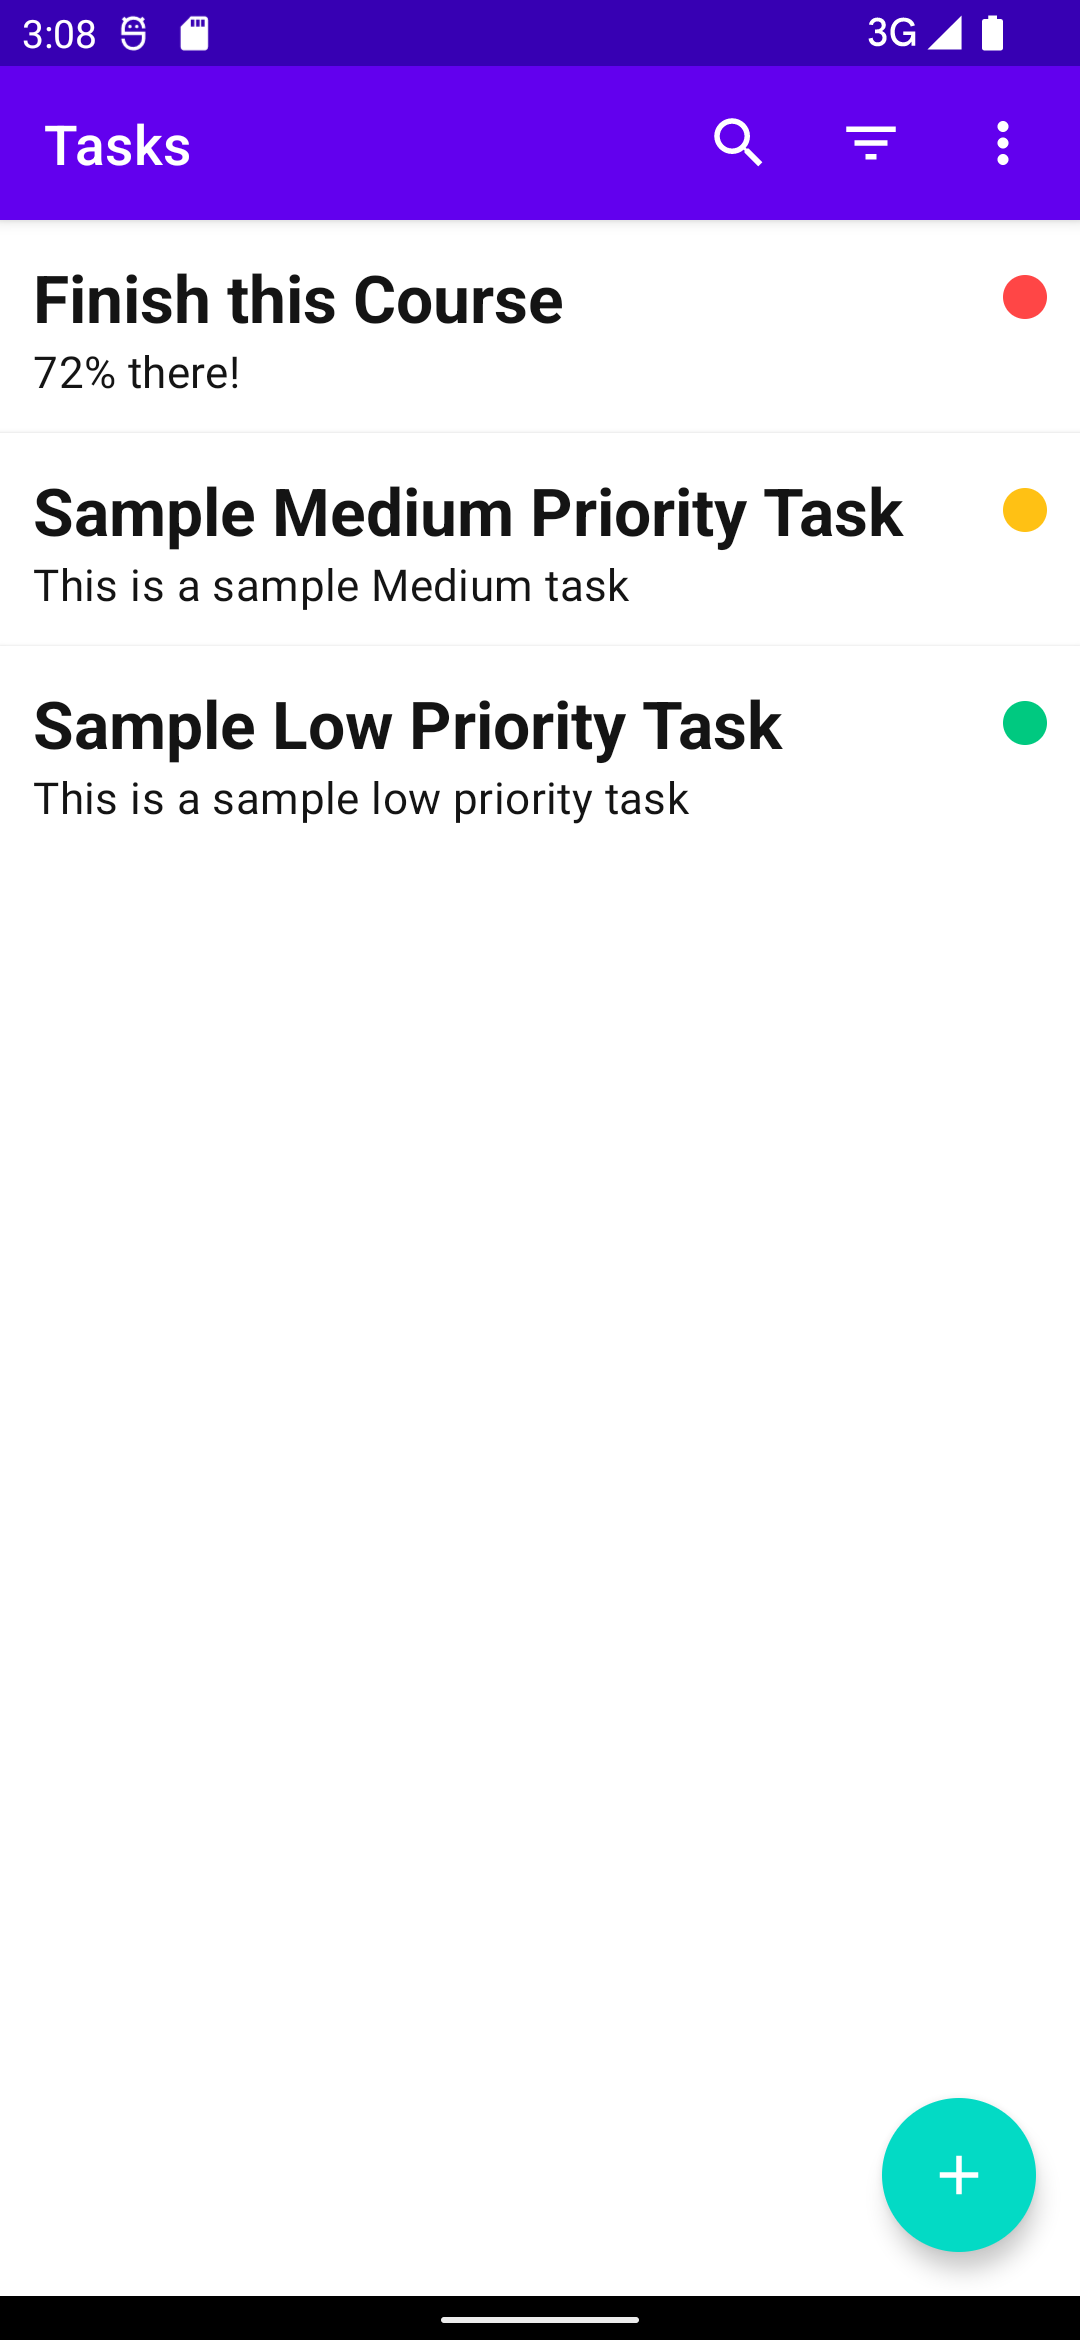 3:08 3G
Tasks
Finish this Course
72% there!
Sample Medium Priority Task
This is a sample Medium task
Sample Low Priority Task
This is a sample low priority task